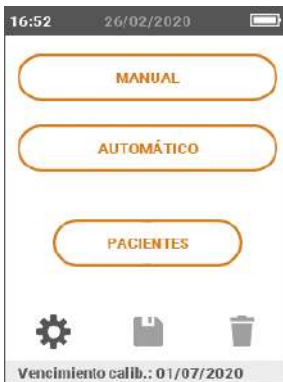 16:52 26/02/2020
MANUAL
AUTOMÁTICO
PACIENTES
Vencimiento calib.: 01/07/2020